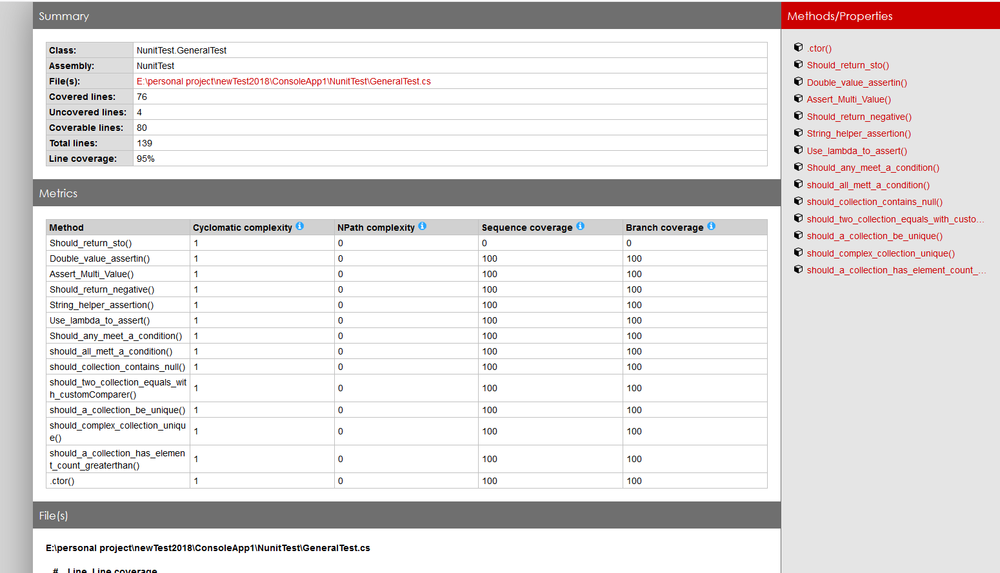 Summary
Class: NunitTest.GeneralTest
Assembly: NunitTest
File(s): E:\personal project\newTest2018\ConsoleApp1\NunitTest\GeneralTest.cs
Covered lines: 76
Uncovered lines: 4
Coverable lines: 80
Total lines: 139
Line coverage: 95%
Metrics
Method Cyclomatic complexity NPath complexity Sequence coverage Branch coverage
Should_return_sto() 1 0 0 0
Double_value_assertin() 1 0 100 100
Assert_Multi_Value() 1 0 100 100
Should_return_negative() 1 0 100 100
String_helper_assertion() 1 0 100 100
Use_lambda_to_assert() 1 0 100 100
Should_any_meet_a_condition() 1 0 100 100
should_all_mett_a_condition() 1 0 100 100
should_collection_contains_null() 1 0 100 100
should_two_collection_equals_wit
h_customComparer() 1 0 100 100
should_a_collection_be_unique() 1 0 100 100
should_complex_collection_uniqu
e() 1 0 100 100
should_a_collection_has_elemen
t_count_greaterthan() 1 0 100 100
.ctor() 1 0 100 100
File(s)
E:\personal project\newTest2018\ConsoleApp1\NunitTest\GeneralTest.cs
# Line Line coverage
Methods/Properties
.ctor()
Should_return_sto()
Double_value_assertin()
Assert_Multi_Value()
Should_return_negative()
String_helper_assertion()
Use_lambda_to_assert()
Should_any_meet_a_condition()
should_all_mett_a_condition()
should_collection_contains_null()
should_two_collection_equals_with_custo...
should_a_collection_be_unique()
should_complex_collection_unique()
should_a_collection_has_element_count_...